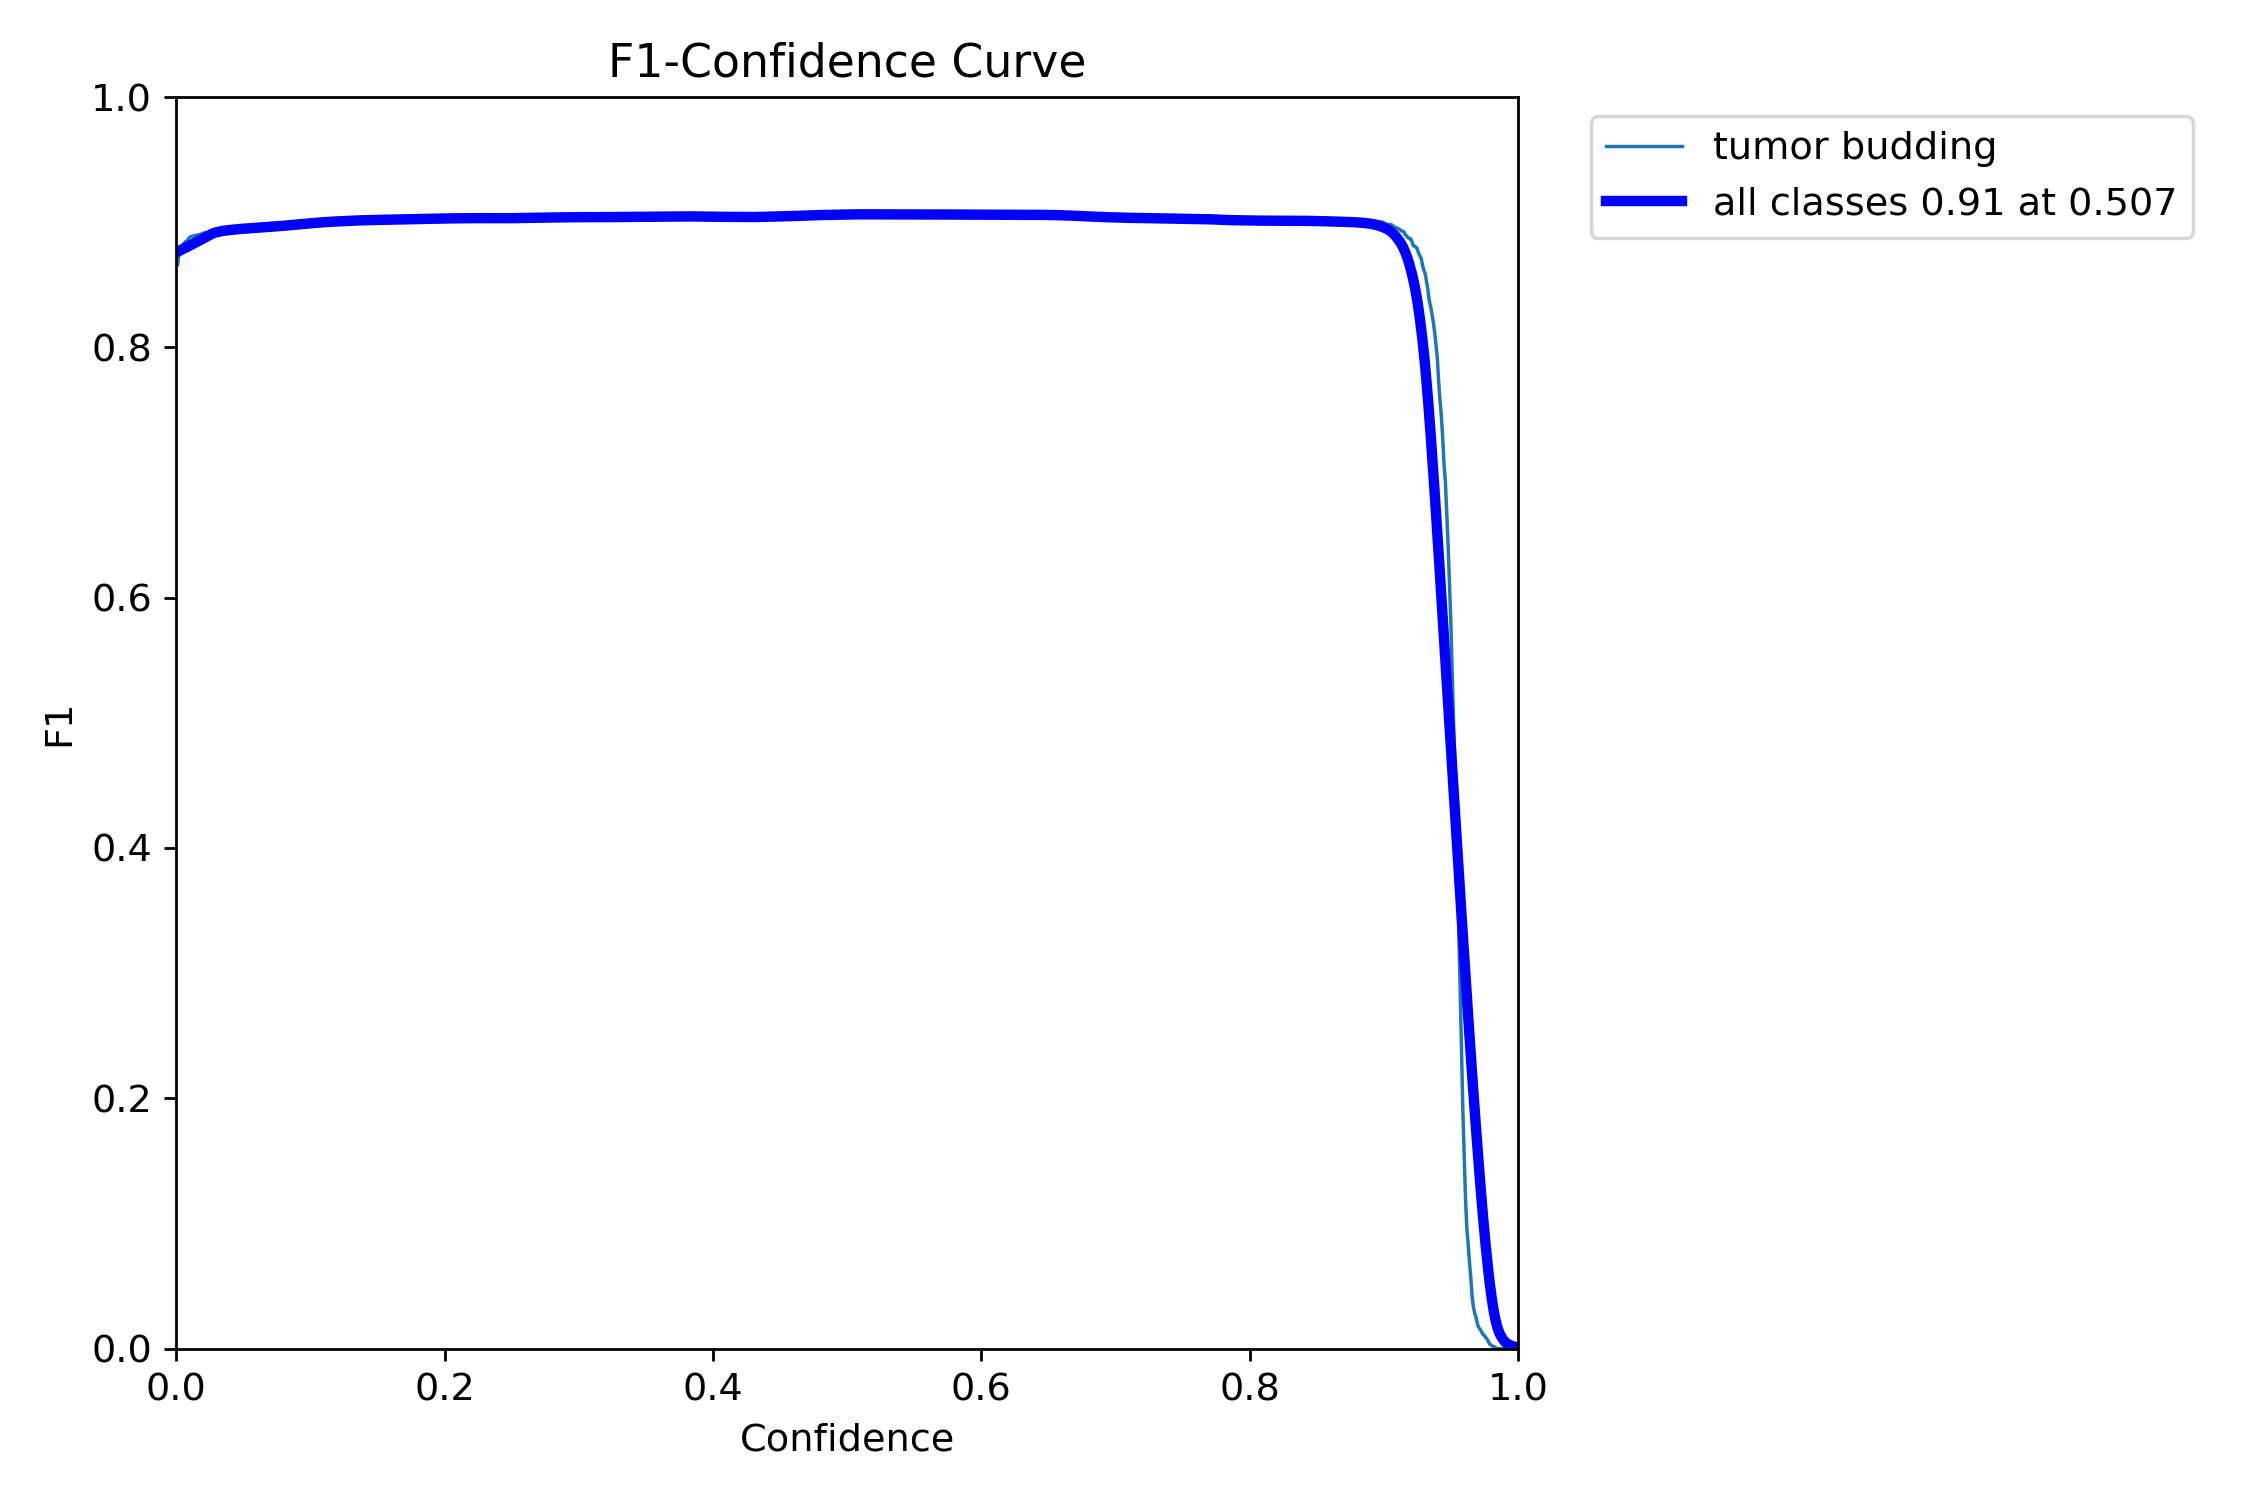 F1-Confidence Curve
1.0
0.8
0.6
0.4
0.2
0.0
F1
0.0 0.2 0.4 0.6 0.8 1.0
Confidence
tumor budding
all classes 0.91 at 0.507